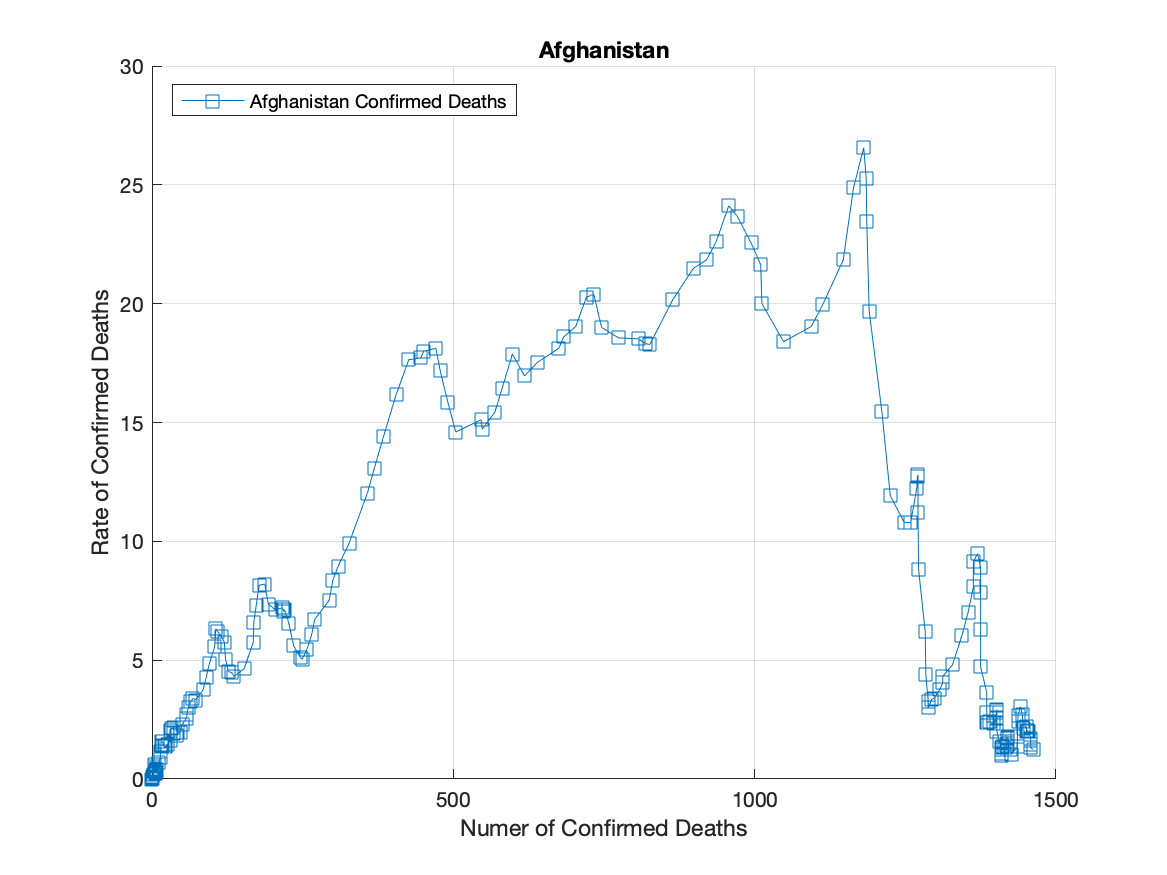 Afghanistan
30
Afghanistan Confirmed Deaths
25
20
15
10
5
0
Rate of Confirmed Deaths
0 500 1000 1500
Numer of Confirmed Deaths